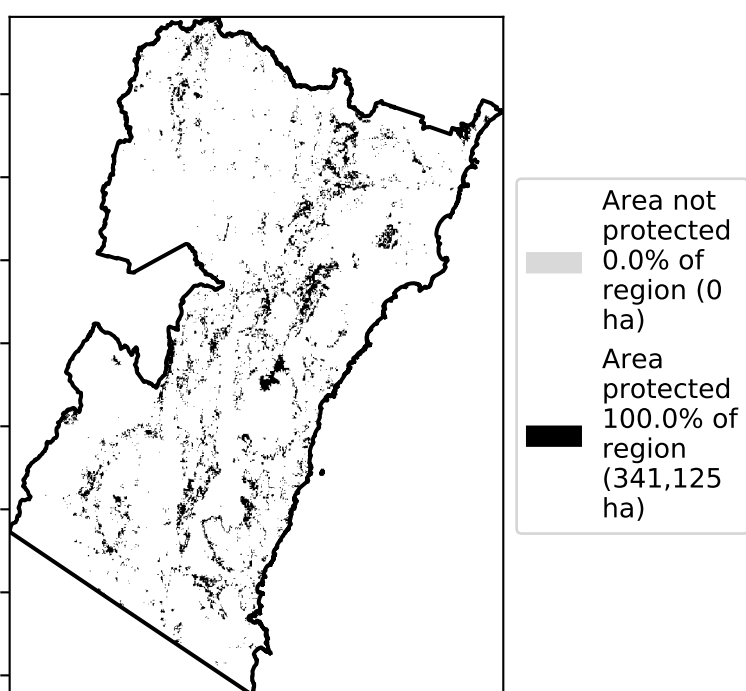 Area not
protected
0.0% of
region (0
ha)
Area
protected
100.0% of
region
(341,125
ha)